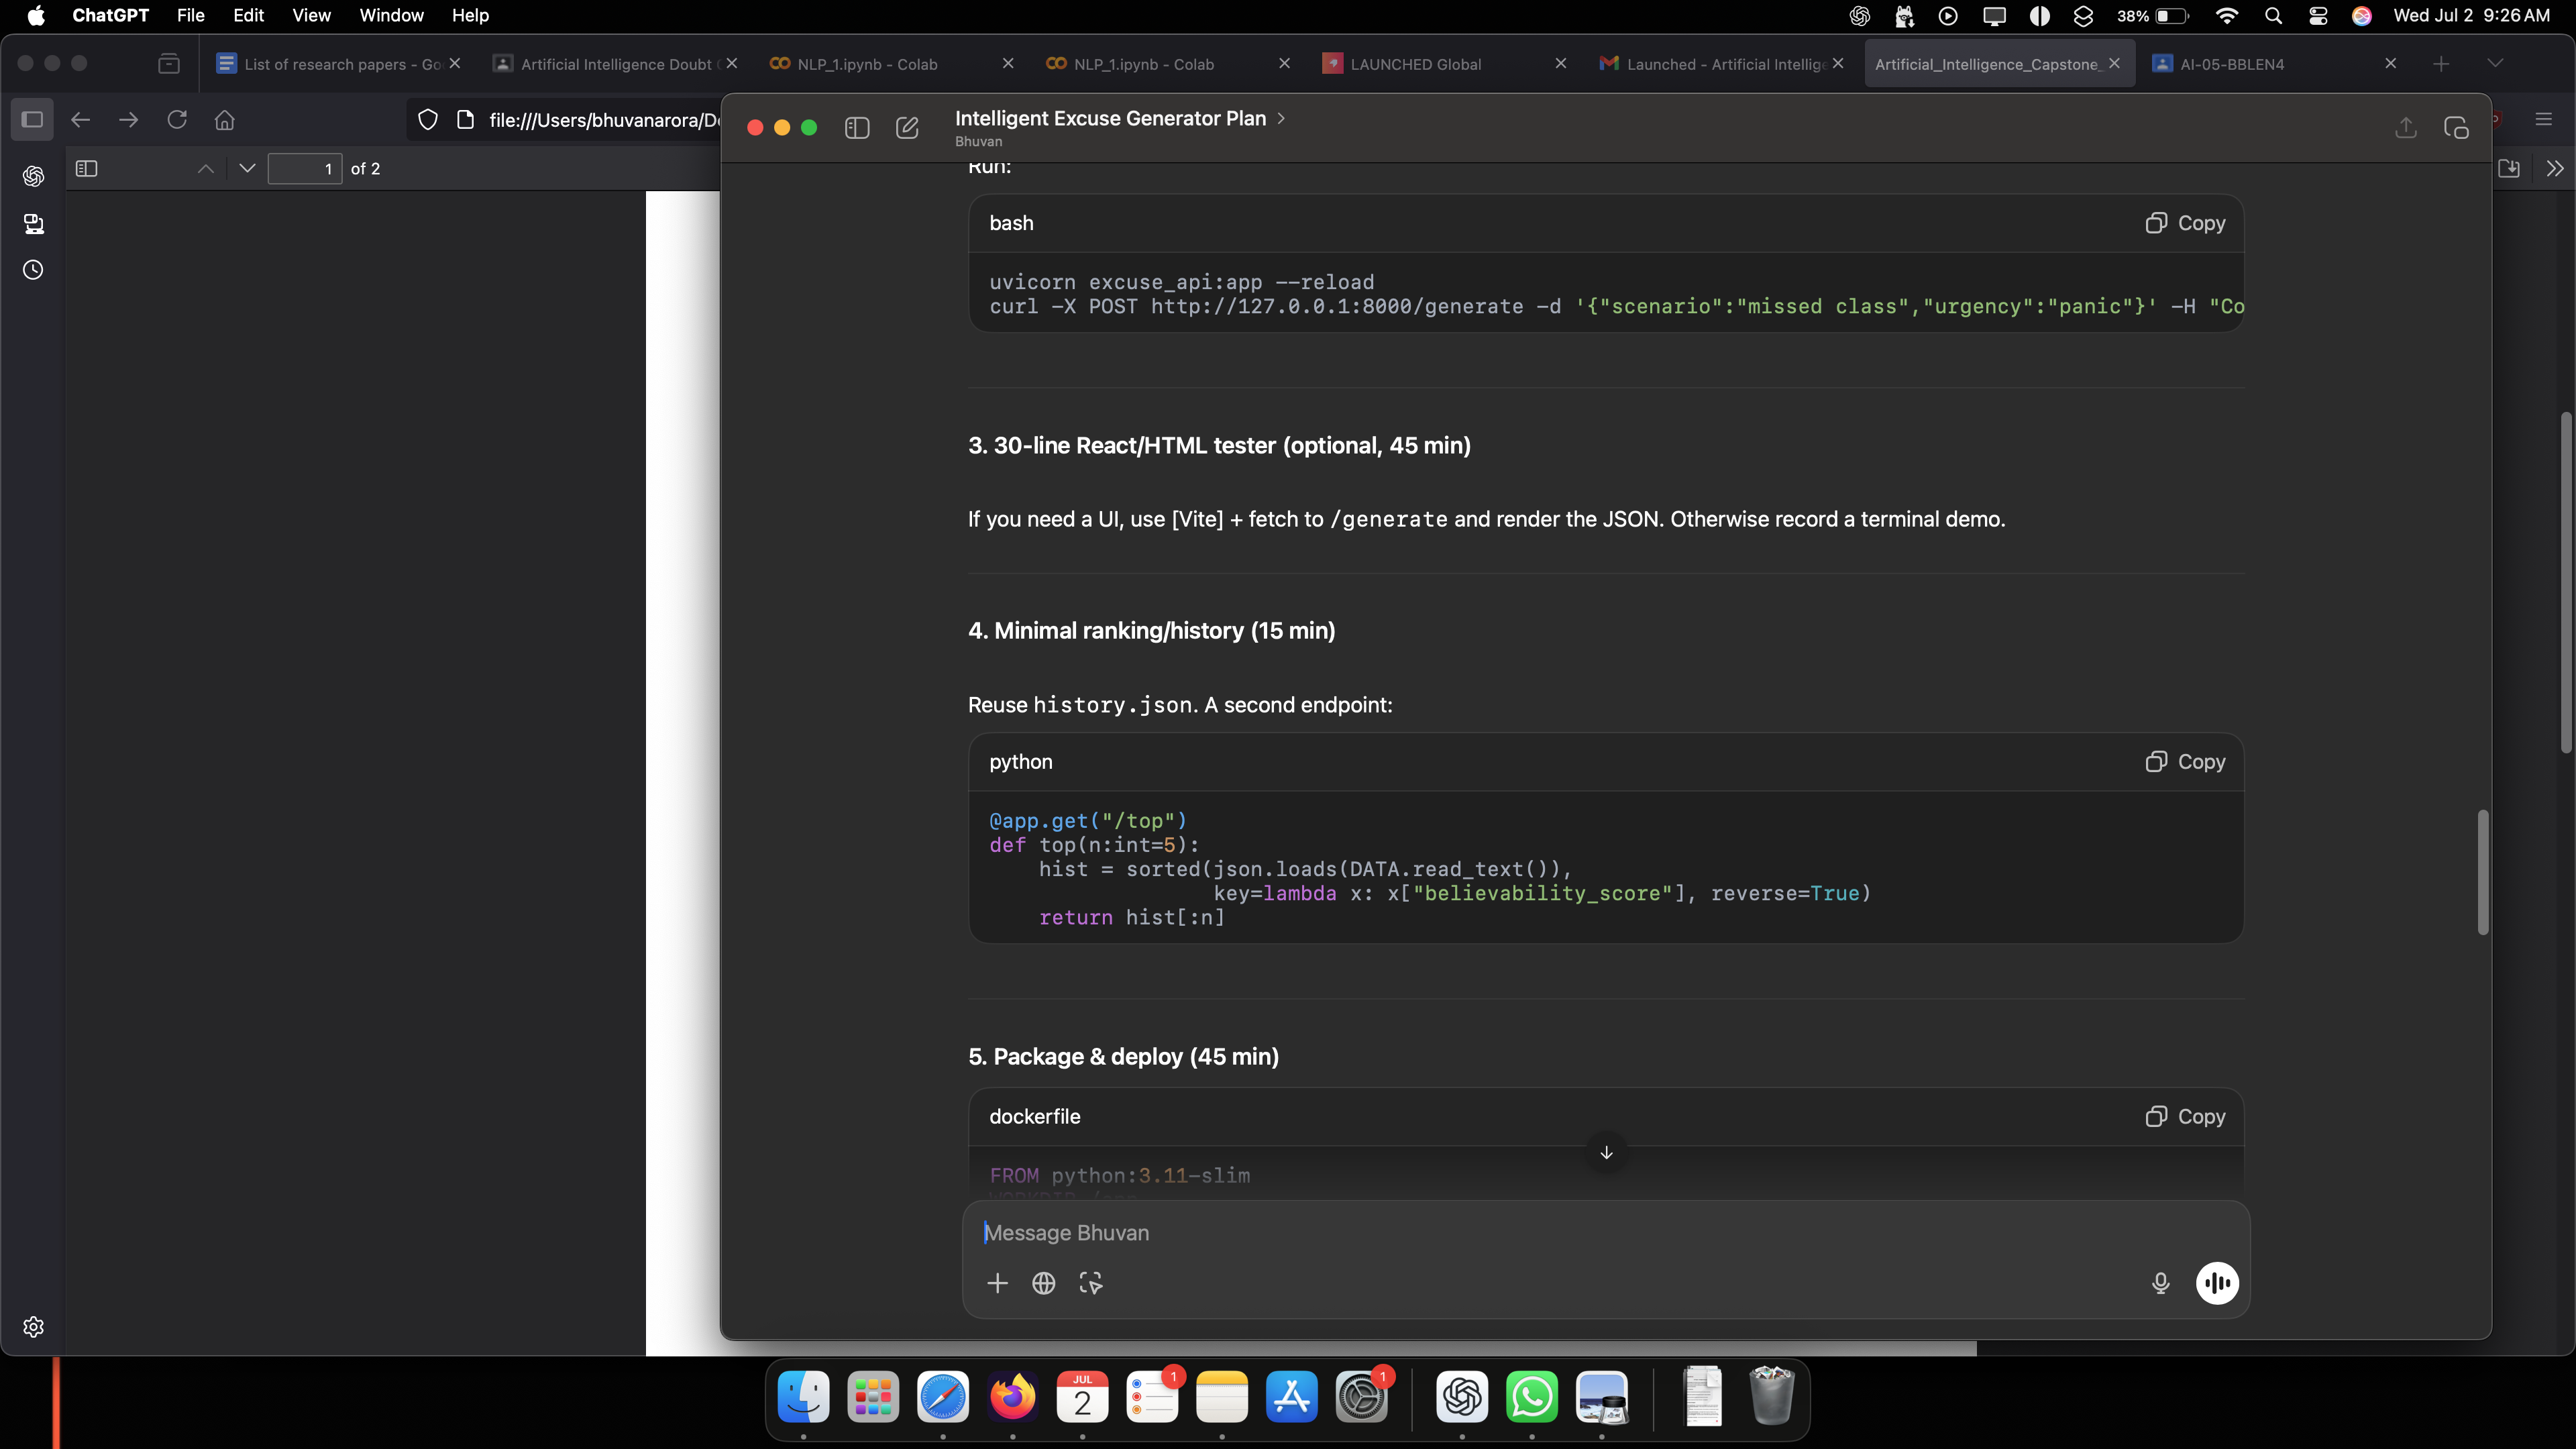 ChatGPT File Edit View Window Help 38% Wed Jul 2 9:26 AM
List of research papers - Go
Artificial Intelligence Doubt
NLP_1.ipynb - Colab
NLP_1.ipynb - Colab
LAUNCHED Global
Launched - Artificial Intellige
Artificial_Intelligence_Capstone_
AI-05-BBLEN4
file:///Users/bhuvanarora/De
1 of 2
Intelligent Excuse Generator Plan
Bhuvan
Run:
bash
Copy
uvicorn excuse_api:app --reload
curl -X POST http://127.0.0.1:8000/generate -d '{"scenario":"missed class","urgency":"panic"}' -H "Co
3. 30-line React/HTML tester (optional, 45 min)
If you need a UI, use [Vite] + fetch to /generate and render the JSON. Otherwise record a terminal demo.
4. Minimal ranking/history (15 min)
Reuse history.json. A second endpoint:
python
Copy
@app.get("/top")
def top(n:int=5):
    hist = sorted(json.loads(DATA.read_text()),
                  key=lambda x: x["believability_score"], reverse=True)
    return hist[:n]
5. Package & deploy (45 min)
dockerfile
Copy
FROM python:3.11-slim
Message Bhuvan
JUL
2
1
1